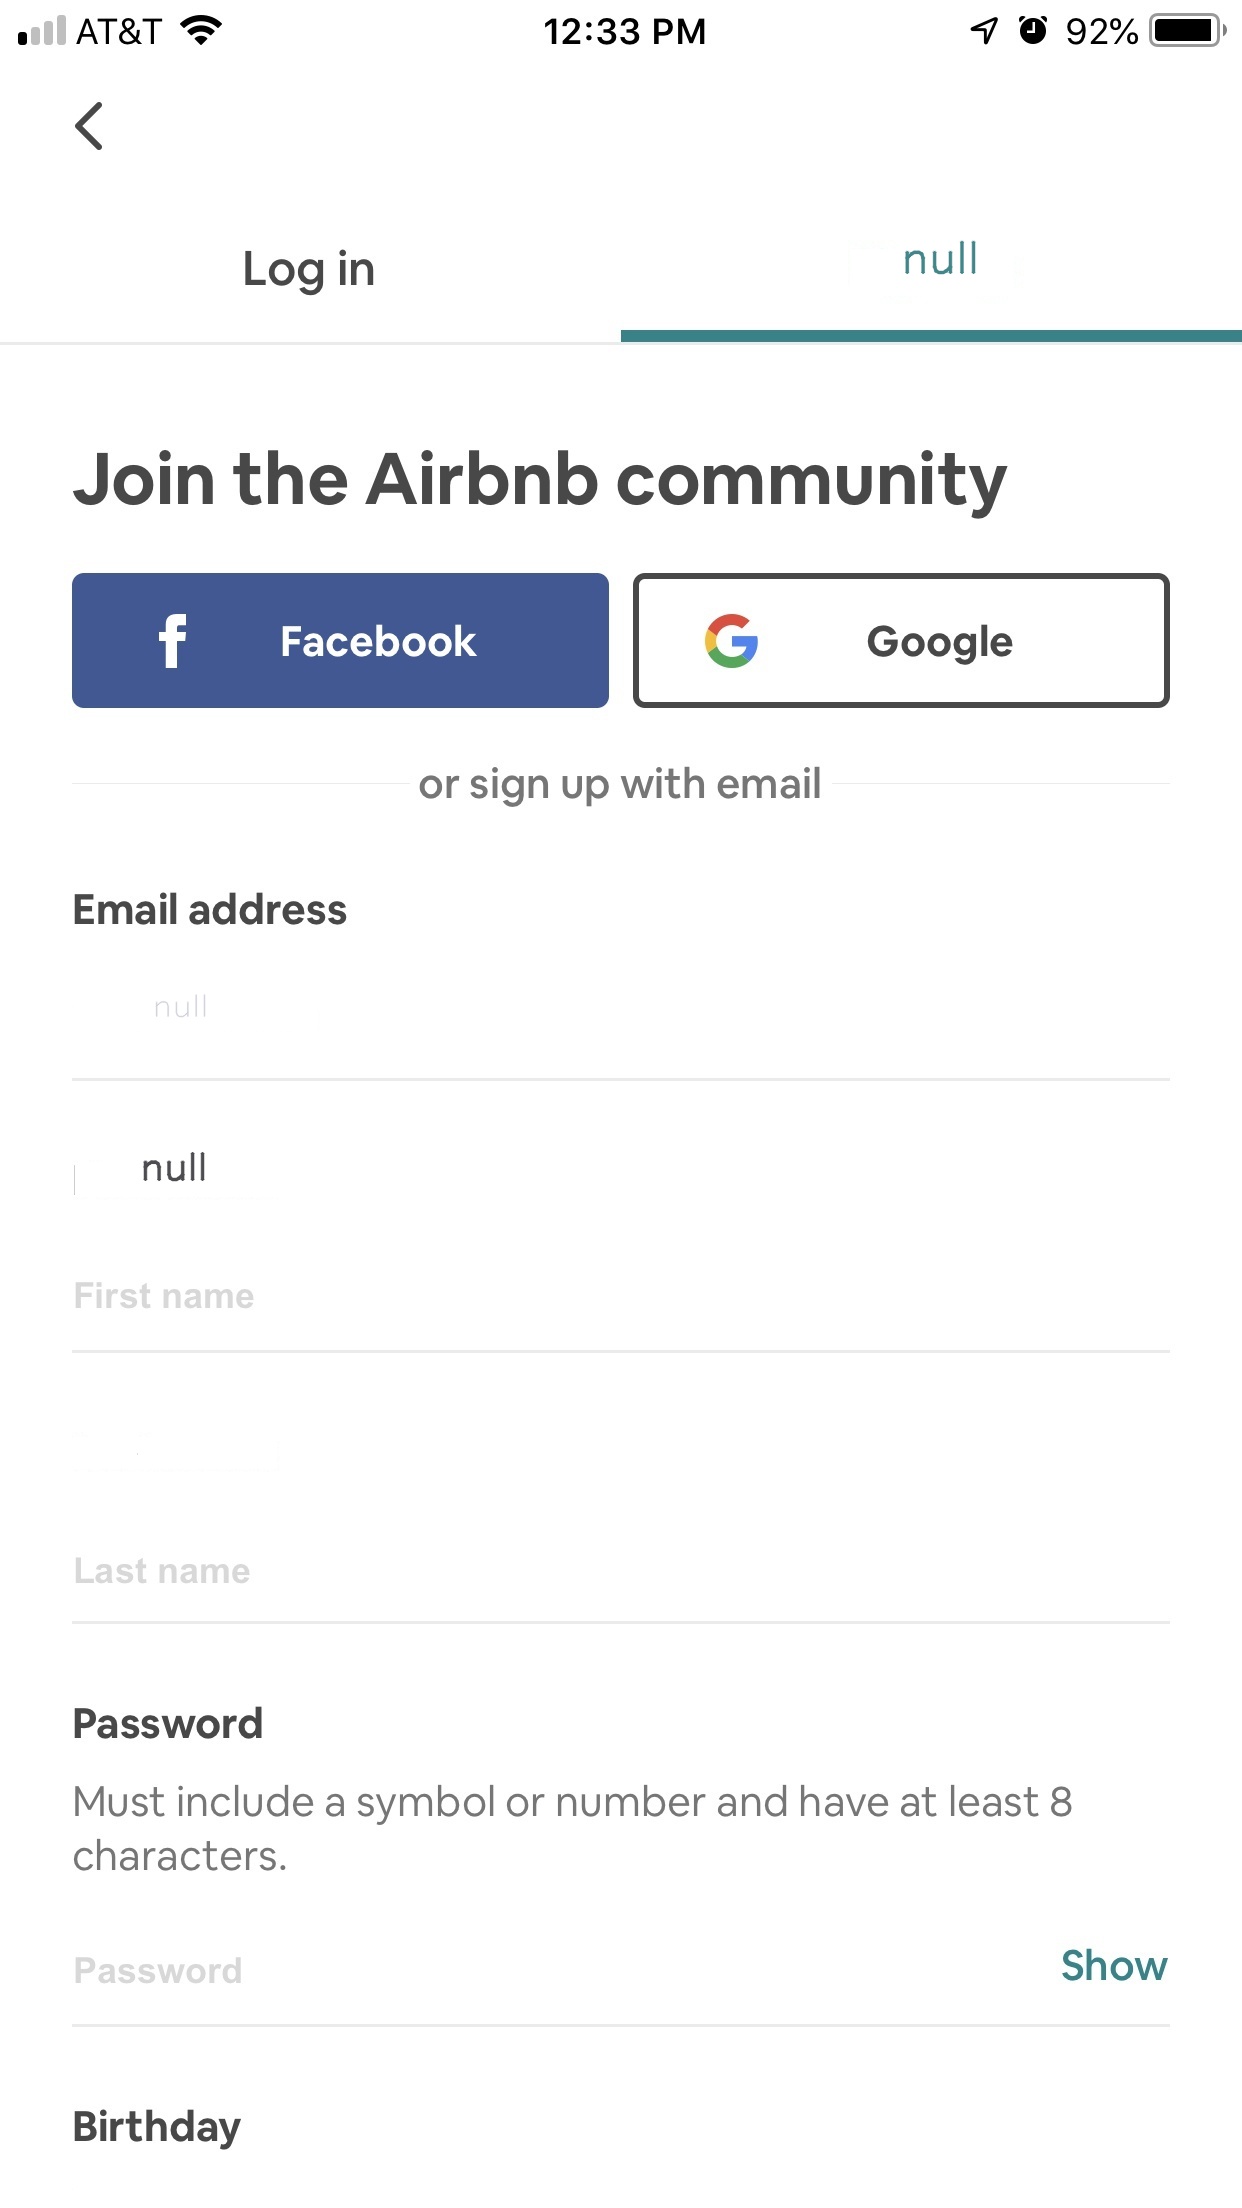 AT&T 12:33 PM 92%
Log in null
Join the Airbnb community
Facebook Google
or sign up with email
Email address
null
null
First name
Last name
Password
Must include a symbol or number and have at least 8
characters.
Password Show
Birthday